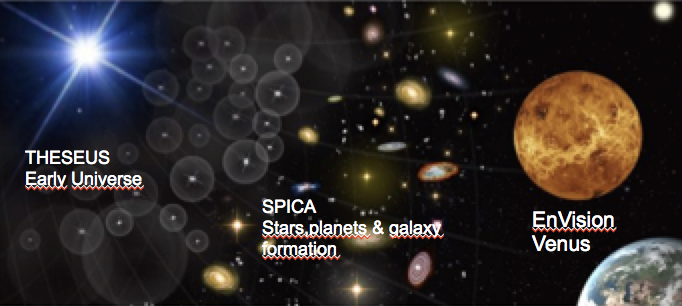 THESEUS
Early Universe
SPICA
Stars,planets & galaxy
formation
EnVision
Venus